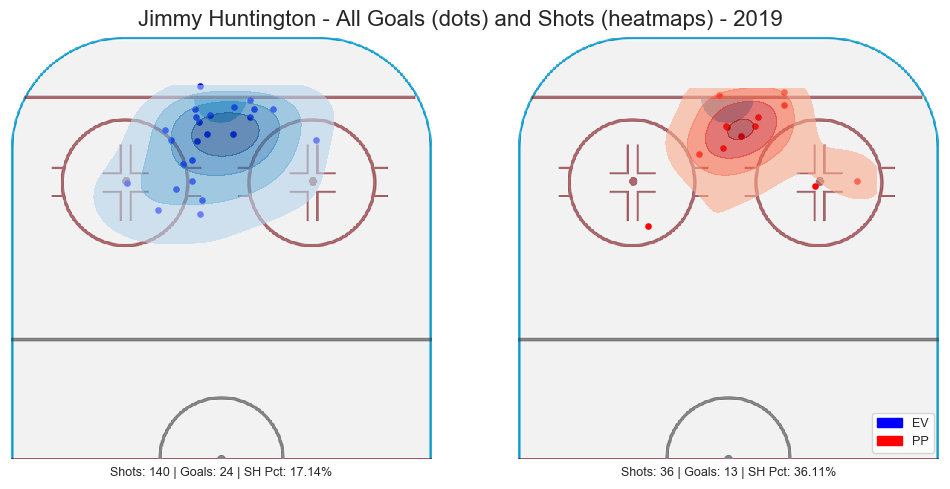 Jimmy Huntington - All Goals (dots) and Shots (heatmaps) - 2019
EV
PP
Shots: 140 | Goals: 24 | SH Pct: 17.14%
Shots: 36 | Goals: 13 | SH Pct: 36.11%